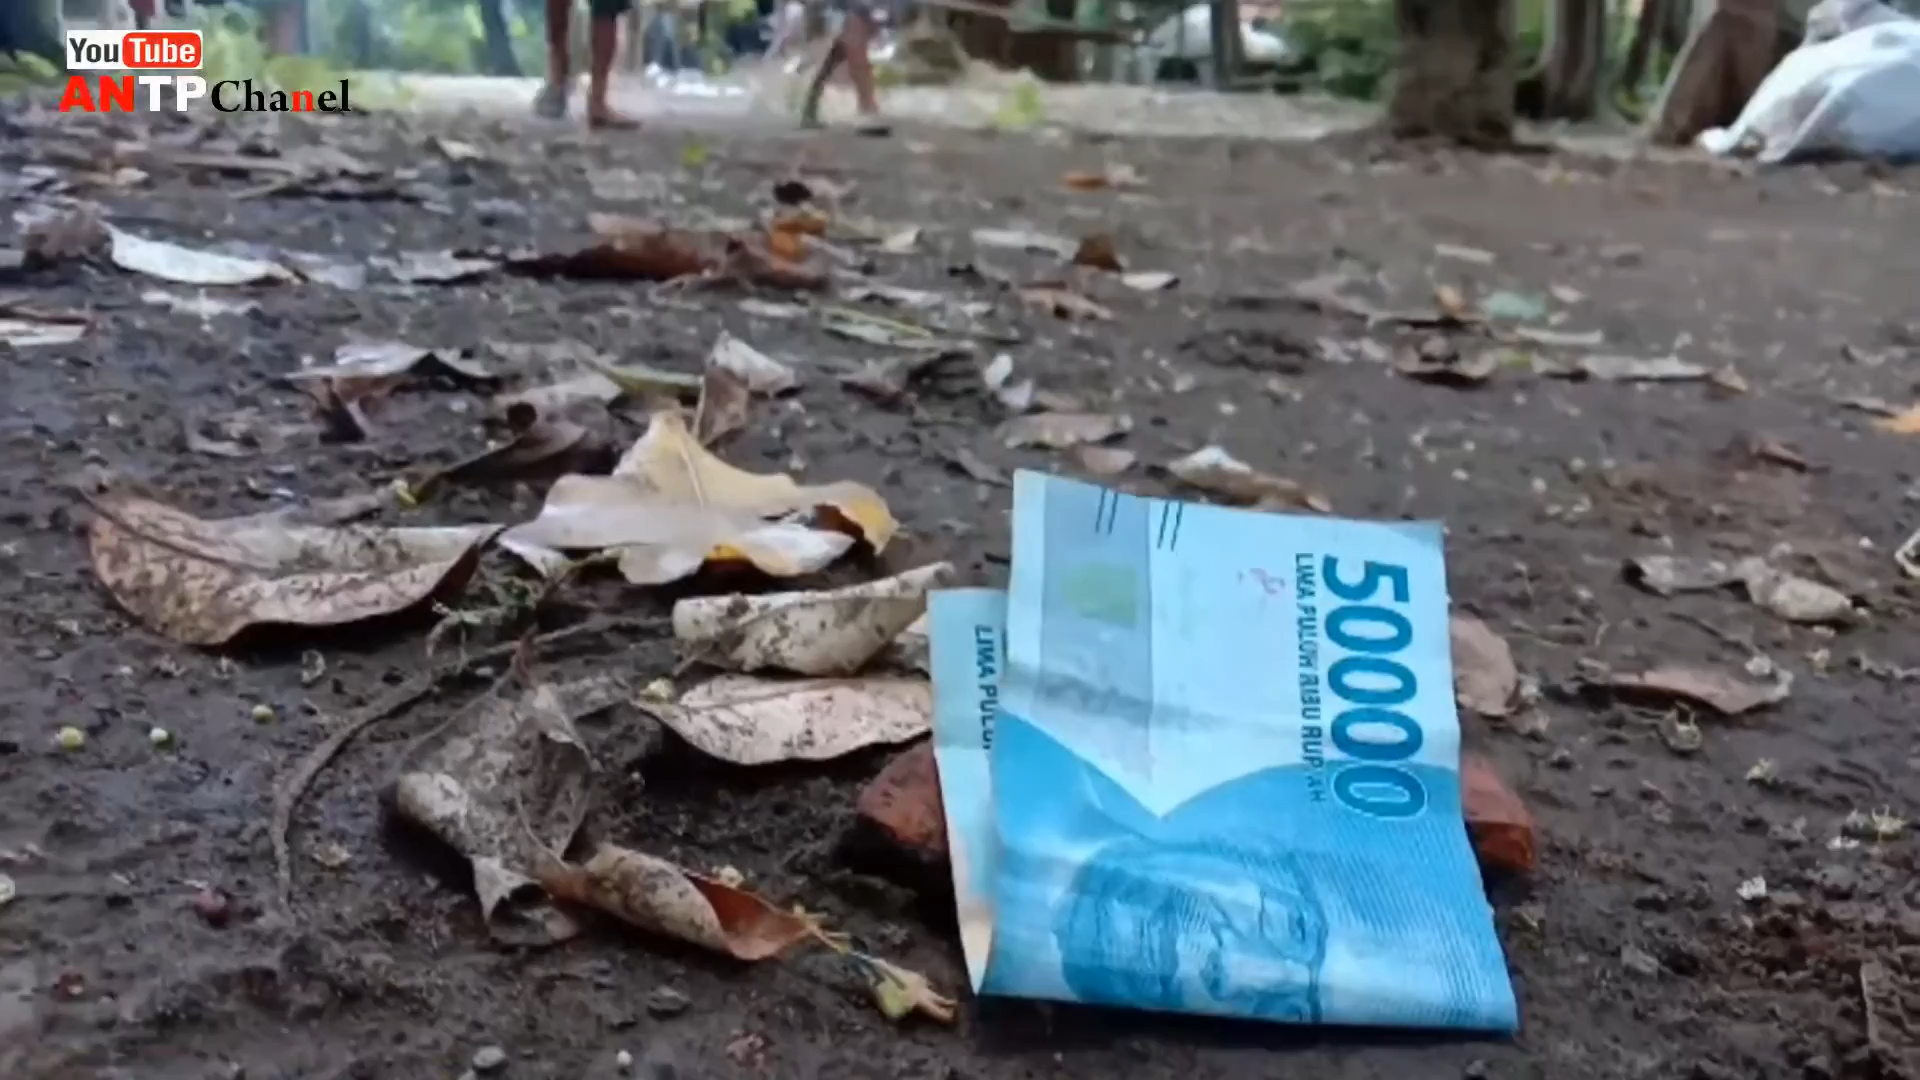 YouTube
ANTP Chanel
50000
LIMA PULUH RIBU RUPIAH
LIMA PULU